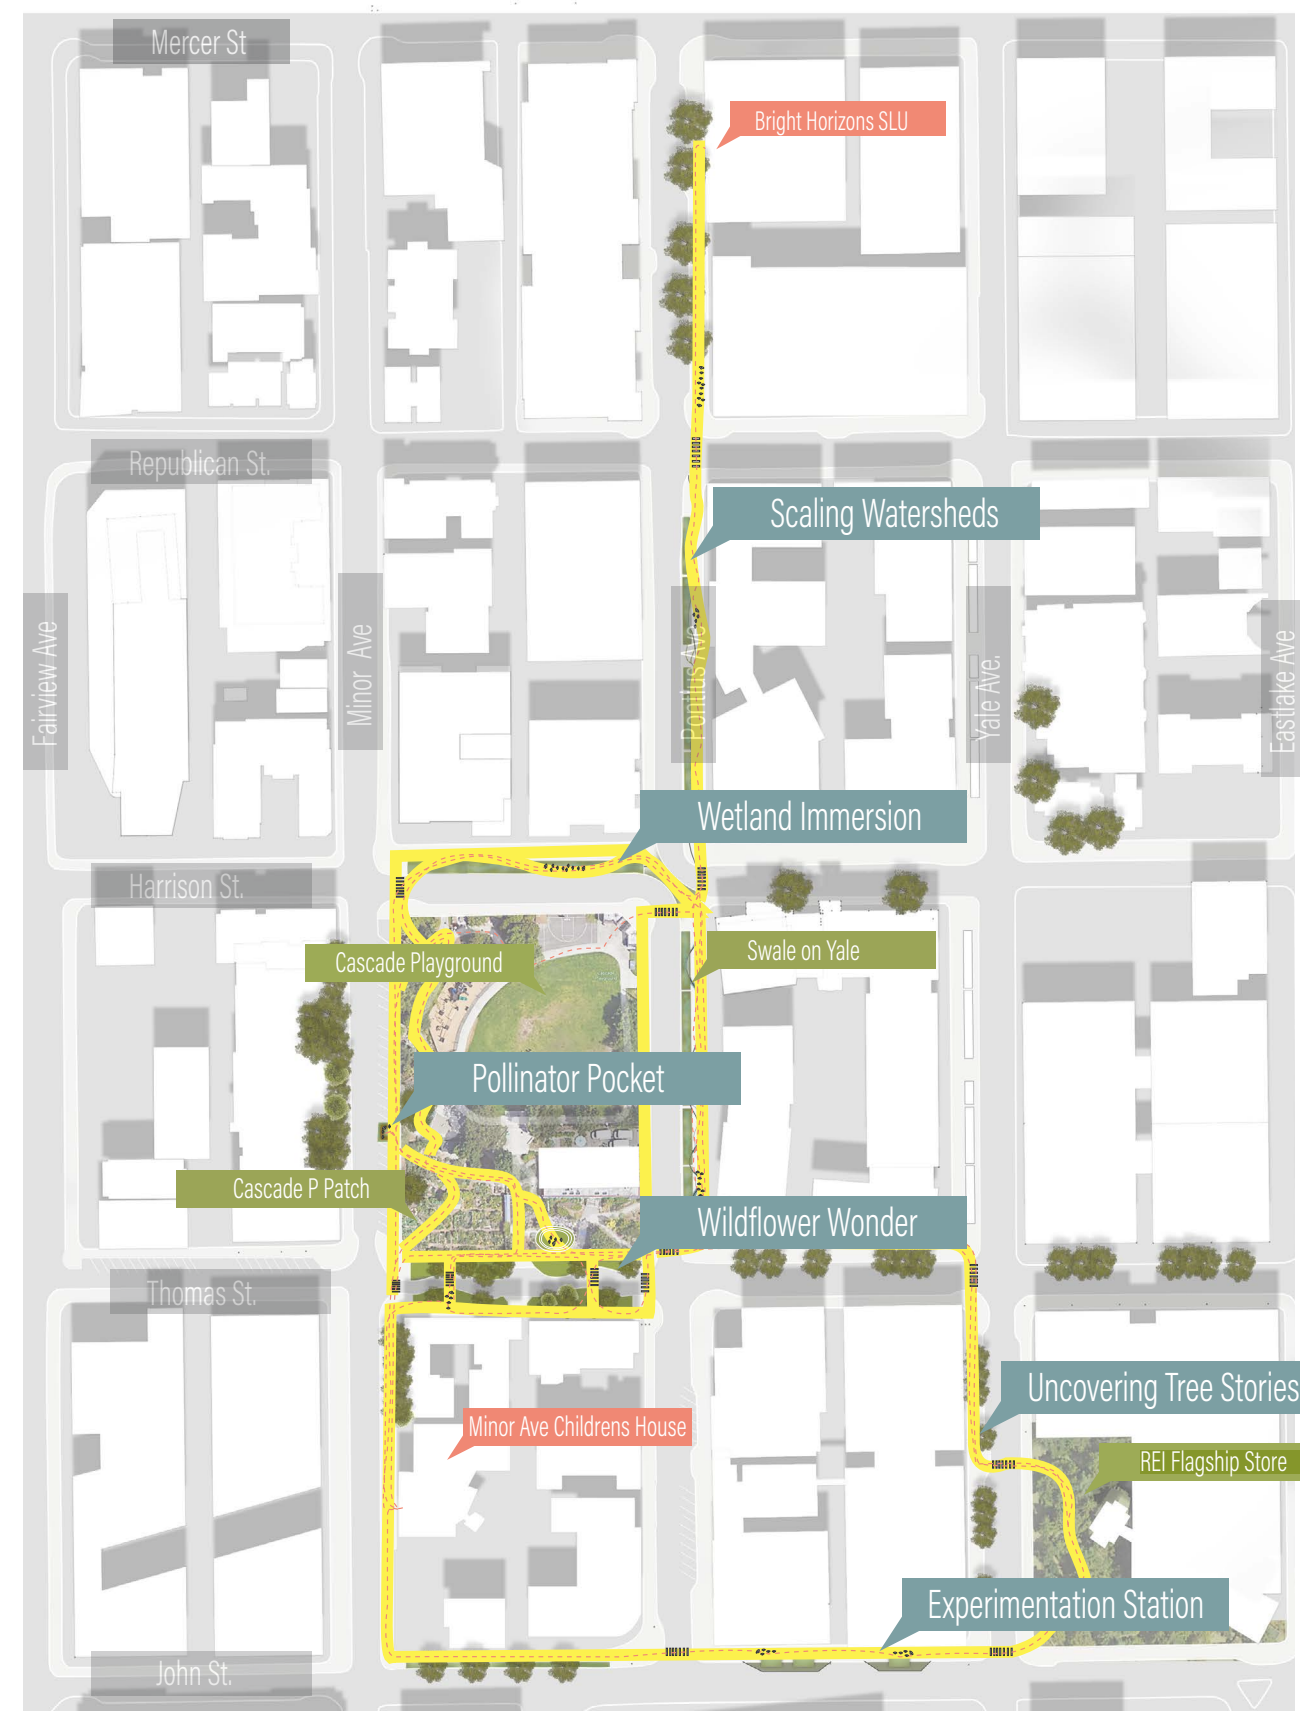 Mercer St
Bright Horizons SLU
Republican St.
Scaling Watersheds
Fairview Ave
Minor Ave
Pontius Ave
Yale Ave.
Eastlake Ave
Wetland Immersion
Harrison St.
Swale on Yale
Cascade Playground
Pollinator Pocket
Cascade P Patch
Wildflower Wonder
Thomas St.
Uncovering Tree Stories
Minor Ave Childrens House
REI Flagship Store
Experimentation Station
John St.